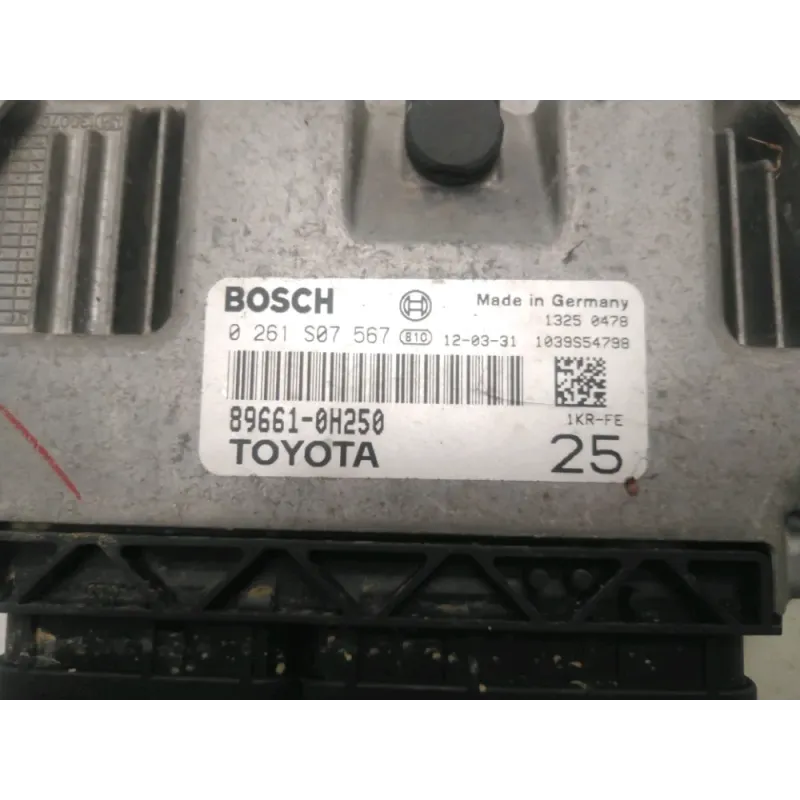 BOSCH Made in Germany
1325 0478
0 261 S07 567 810 12-03-31 1039S54798
89661-0H250 1KR-FE
TOYOTA 25